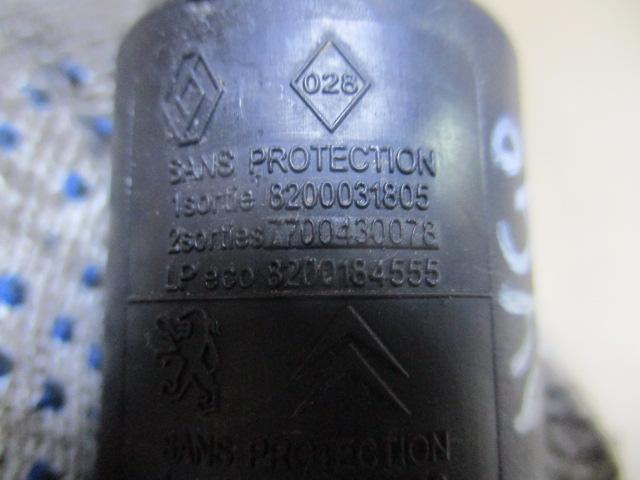 028
SANS PROTECTION
1sortie 8200031805
2sorties 7700430078
LP eco 8200184555
SANS PROTECTION